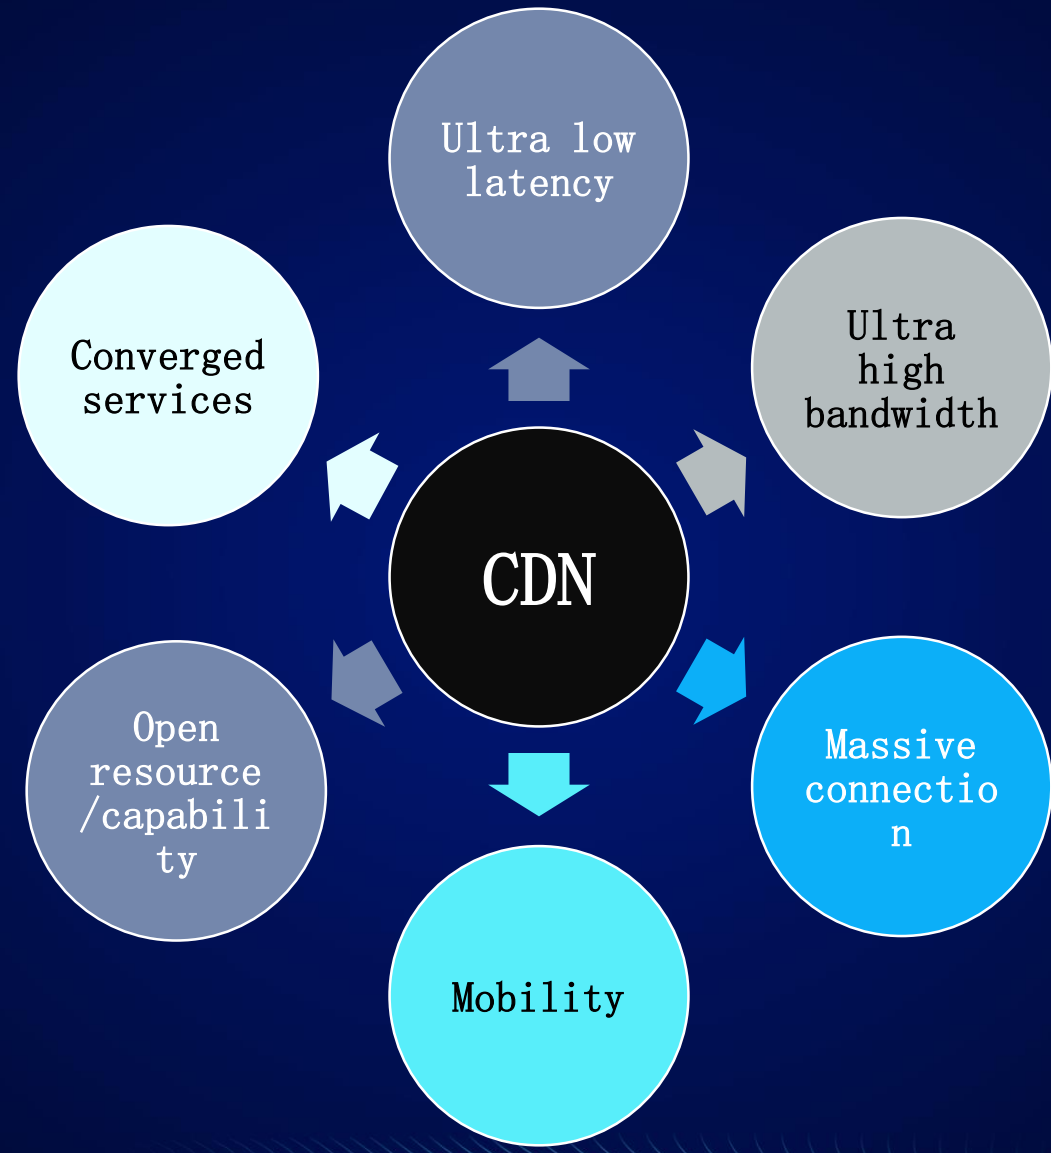 Ultra low
latency
Ultra
high
bandwidth
Converged
services
CDN
Open
resource
/capabili
ty
Massive
connectio
n
Mobility